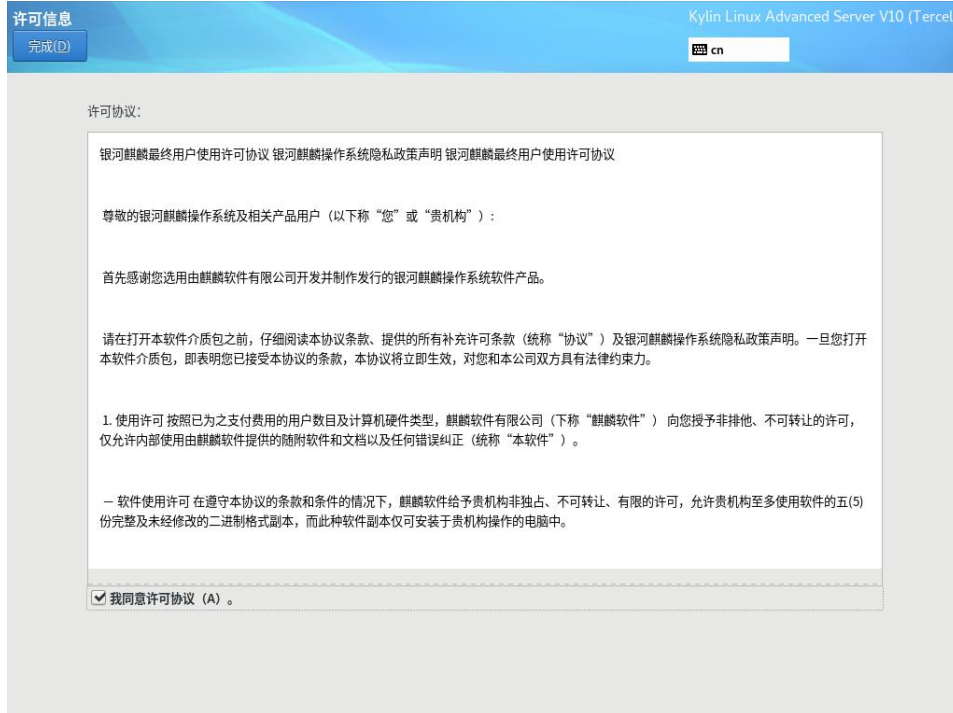 许可信息
Kylin Linux Advanced Server V10 (Tercel
完成(D)
cn
许可协议：
银河麒麟最终用户使用许可协议 银河麒麟操作系统隐私政策声明 银河麒麟最终用户使用许可协议
尊敬的银河麒麟操作系统及相关产品用户（以下称“您”或“贵机构”）：
首先感谢您选用由麒麟软件有限公司开发并制作发行的银河麒麟操作系统软件产品。
请在打开本软件介质包之前，仔细阅读本协议条款、提供的所有补充许可条款（统称“协议”）及银河麒麟操作系统隐私政策声明。一旦您打开
本软件介质包，即表明您已接受本协议的条款，本协议将立即生效，对您和本公司双方具有法律约束力。
1. 使用许可 按照已为之支付费用的用户数目及计算机硬件类型，麒麟软件有限公司（下称“麒麟软件”） 向您授予非排他、不可转让的许可，
仅允许内部使用由麒麟软件提供的随附软件和文档以及任何错误纠正（统称“本软件”）。
— 软件使用许可 在遵守本协议的条款和条件的情况下，麒麟软件给予贵机构非独占、不可转让、有限的许可，允许贵机构至多使用软件的五(5)
份完整及未经修改的二进制格式副本，而此种软件副本仅可安装于贵机构操作的电脑中。
我同意许可协议（A）。